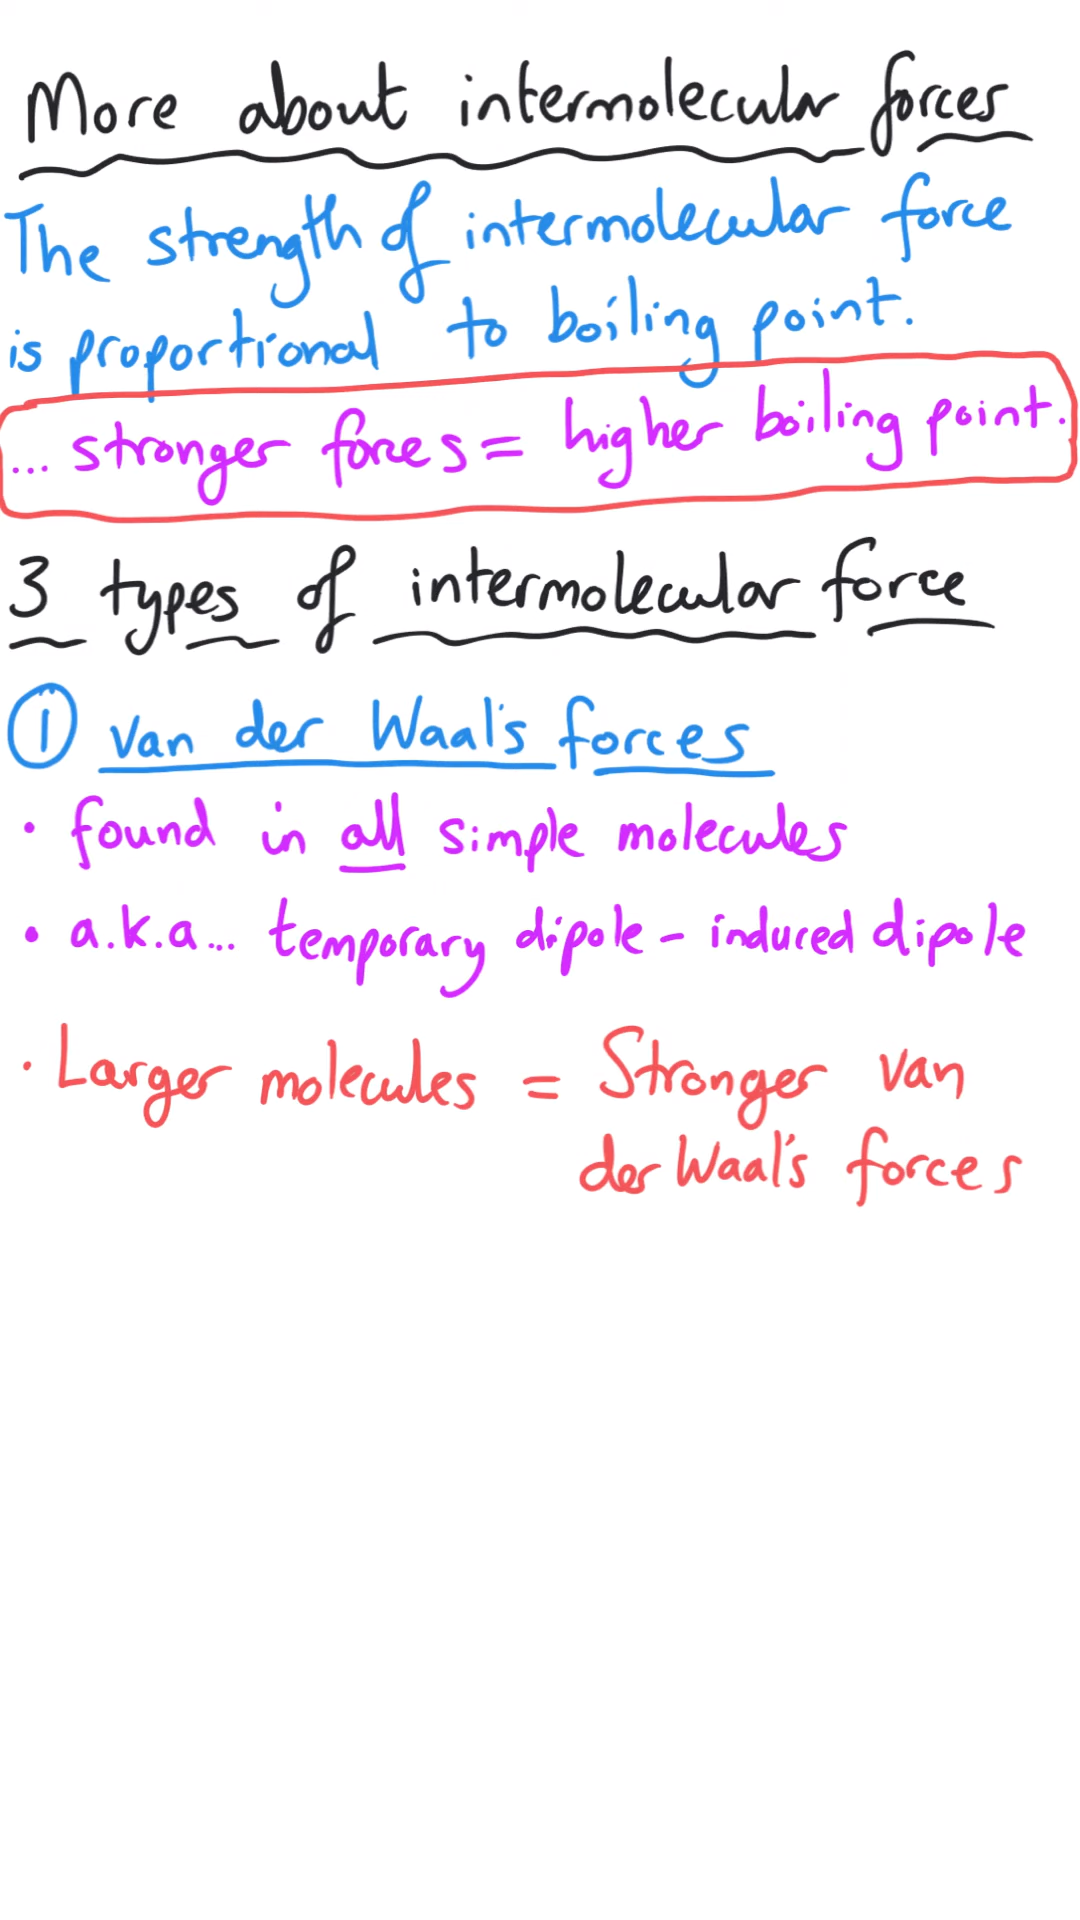 More about intermolecular forces
The strength of intermolecular force
is proportional to boiling point.
... stronger forces = higher boiling point.
3 types of intermolecular force
① van der Waal's forces
• found in all simple molecules
• a.k.a... temporary dipole - induced dipole
• Larger molecules = Stronger van
der Waal's forces